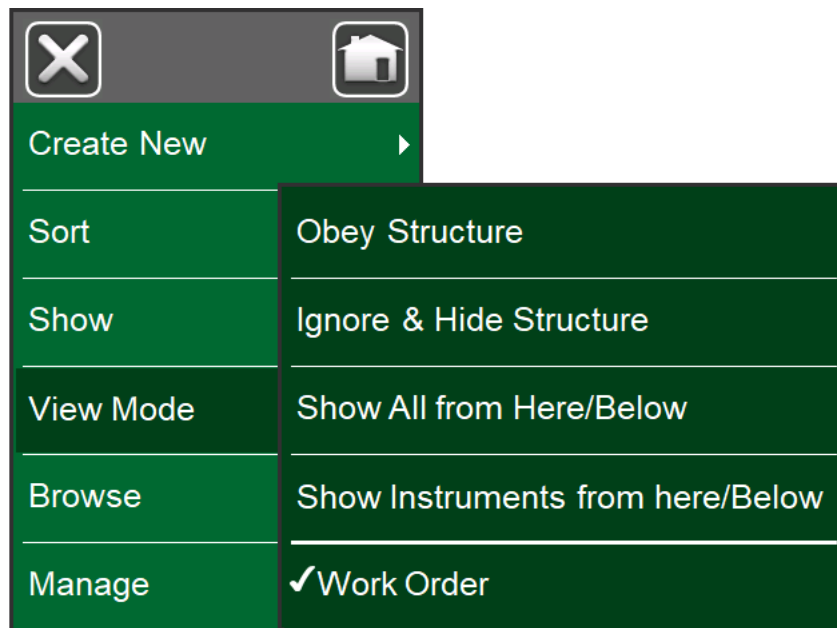 Create New
Sort
Show
View Mode
Browse
Manage
Obey Structure
Ignore & Hide Structure
Show All from Here/Below
Show Instruments from here/Below
✓Work Order